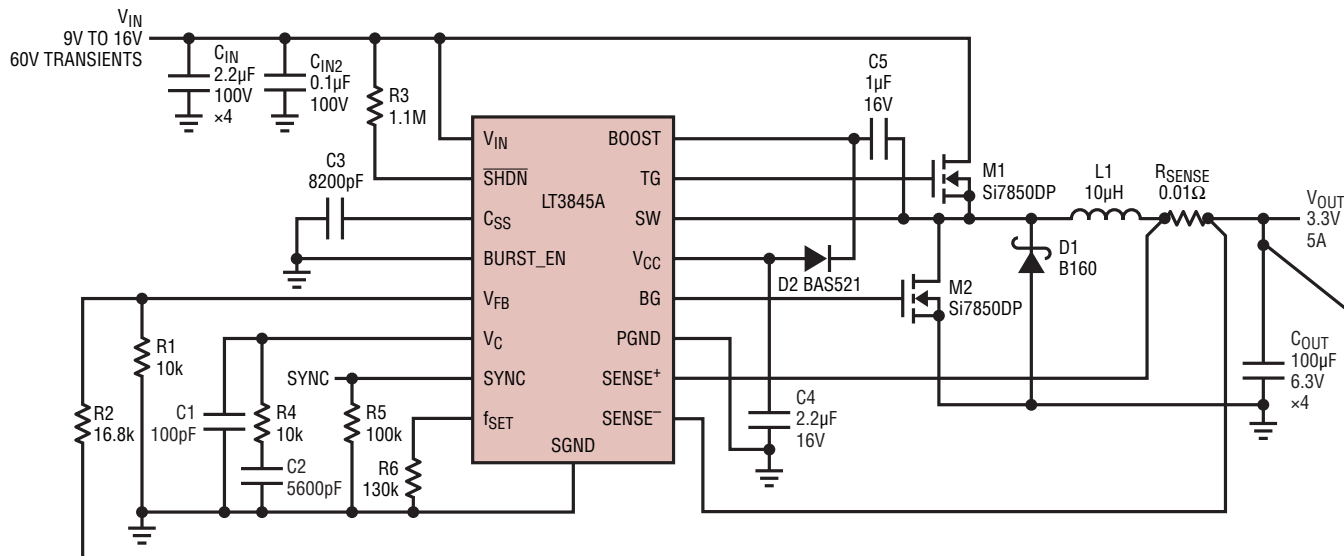 VIN
9V TO 16V
60V TRANSIENTS
CIN
2.2µF
100V
×4
CIN2
0.1µF
100V
R3
1.1M
C5
1µF
16V
C3
8200pF
LT3845A
VIN
SHDN
CSS
BURST_EN
VFB
VC
SYNC
fSET
SGND
BOOST
TG
SW
VCC
BG
PGND
SENSE+
SENSE–
M1
Si7850DP
L1
10µH
RSENSE
0.01Ω
VOUT
3.3V
5A
D2 BAS521
M2
Si7850DP
D1
B160
COUT
100µF
6.3V
×4
R1
10k
R2
16.8k
C1
100pF
R4
10k
C2
5600pF
SYNC
R5
100k
R6
130k
C4
2.2µF
16V